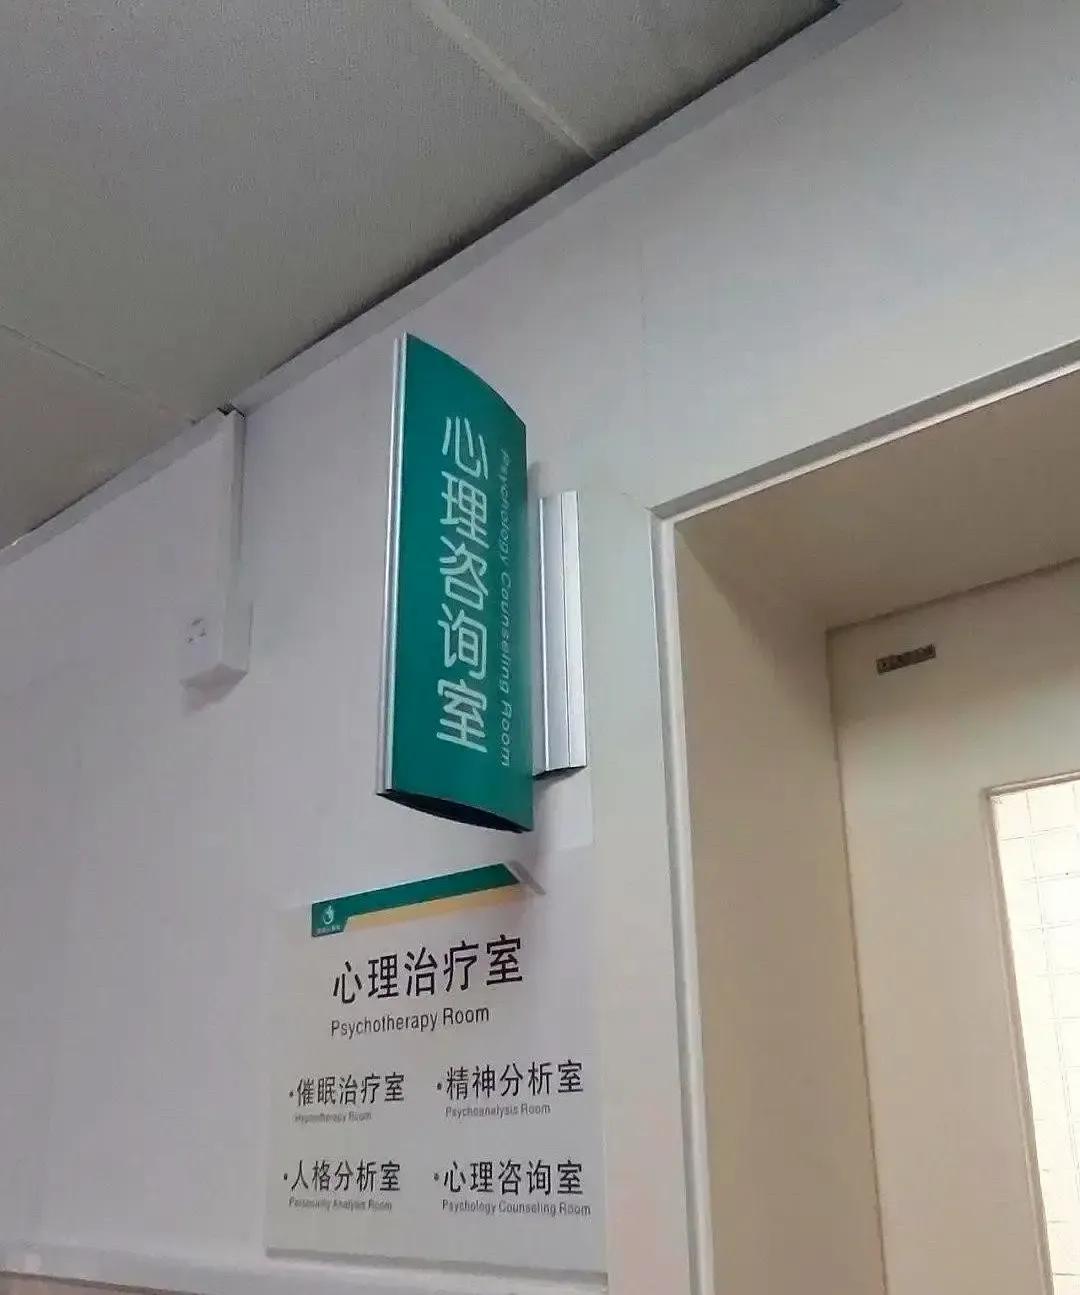 心理咨询室
Psychology Counseling Room
心理治疗室
Psychotherapy Room
·催眠治疗室
Hypnotherapy Room
·精神分析室
Psychoanalysis Room
·人格分析室
Personality Analysis Room
·心理咨询室
Psychology Counseling Room